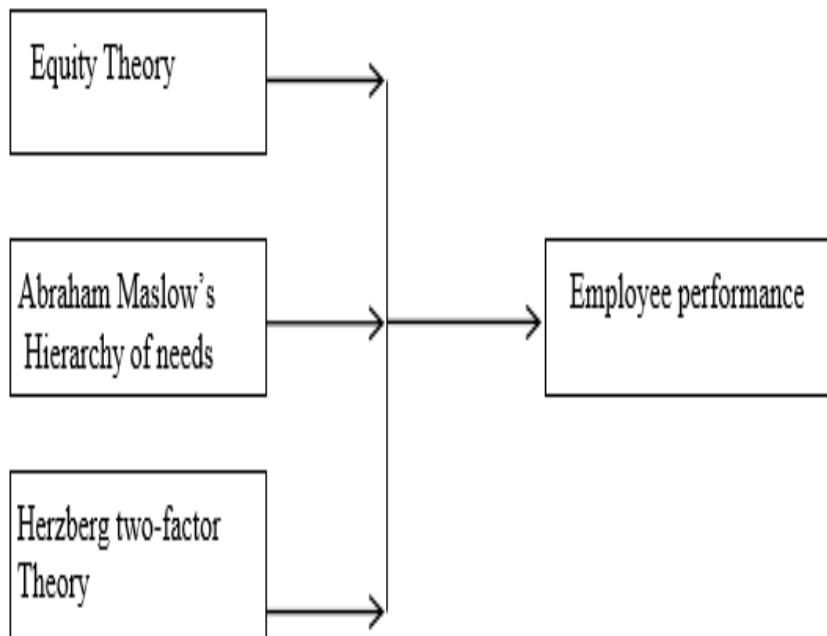 Equity Theory
Abraham Maslow's
Hierarchy of needs
Employee performance
Herzberg two-factor
Theory